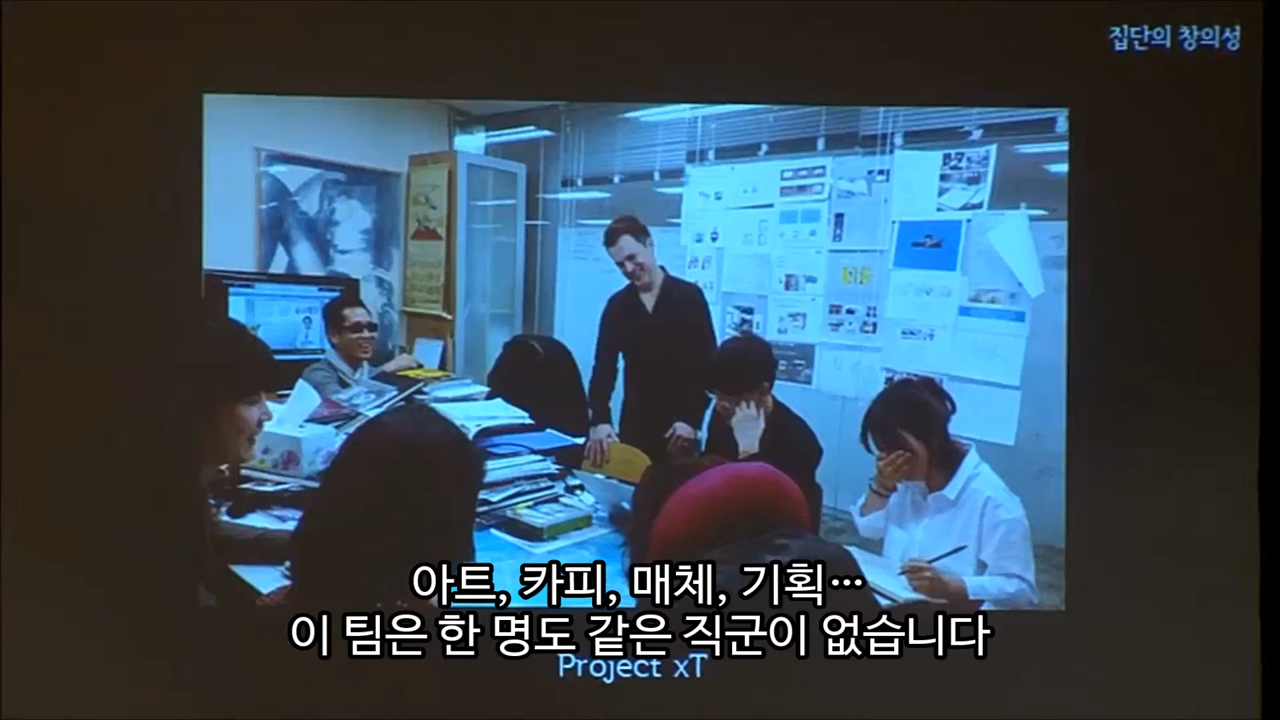 집단의 창의성
아트, 카피, 매체, 기획…
이 팀은 한 명도 같은 직군이 없습니다
Project xT